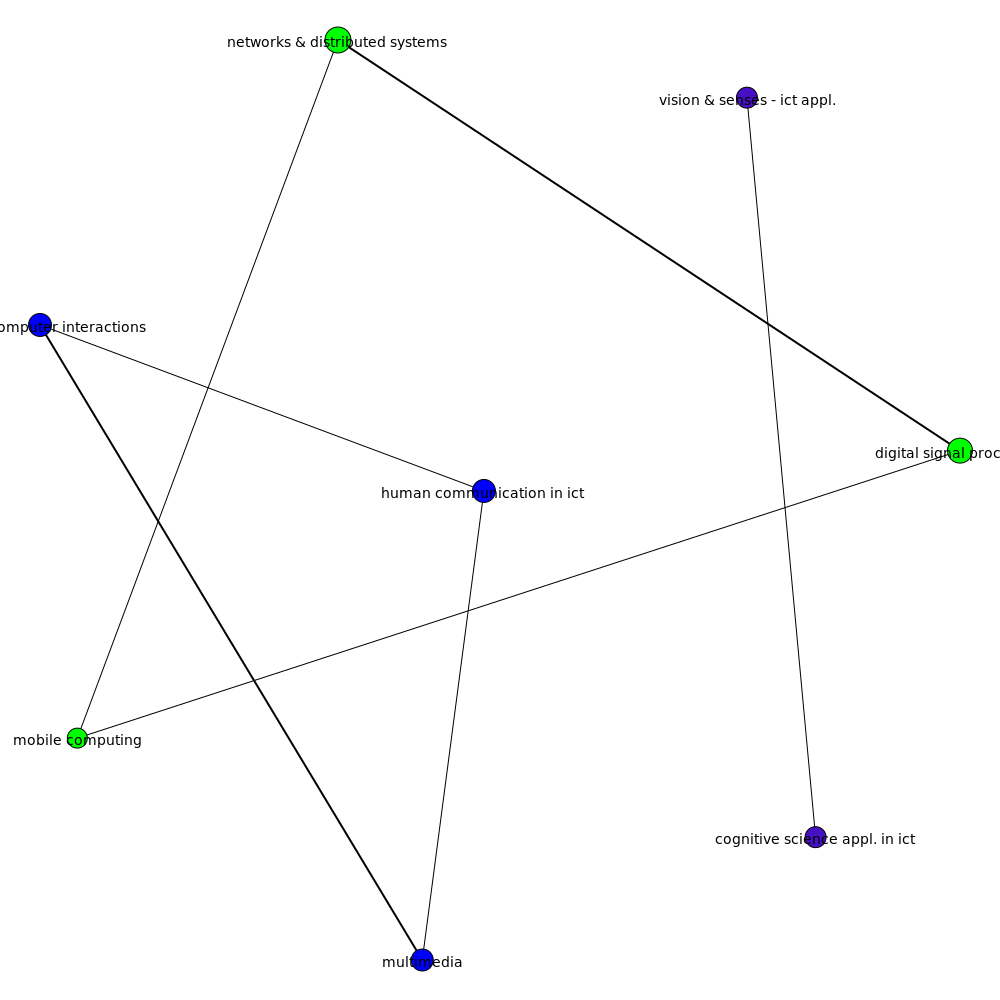 networks & distributed systems
vision & senses - ict appl.
omputer interactions
digital signal proc
human communication in ict
mobile computing
cognitive science appl. in ict
multimedia